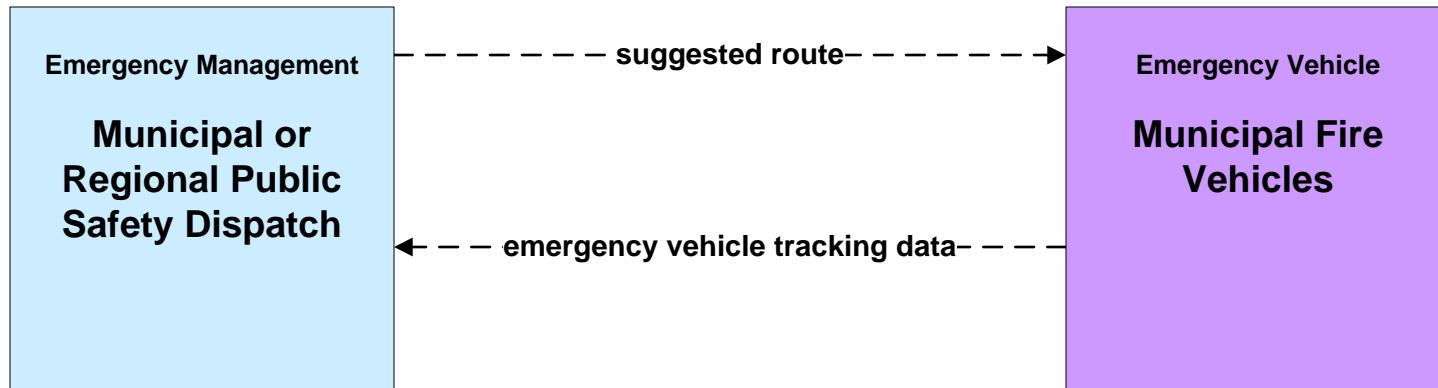 Emergency Management
Municipal or
Regional Public
Safety Dispatch
suggested route
emergency vehicle tracking data
Emergency Vehicle
Municipal Fire
Vehicles